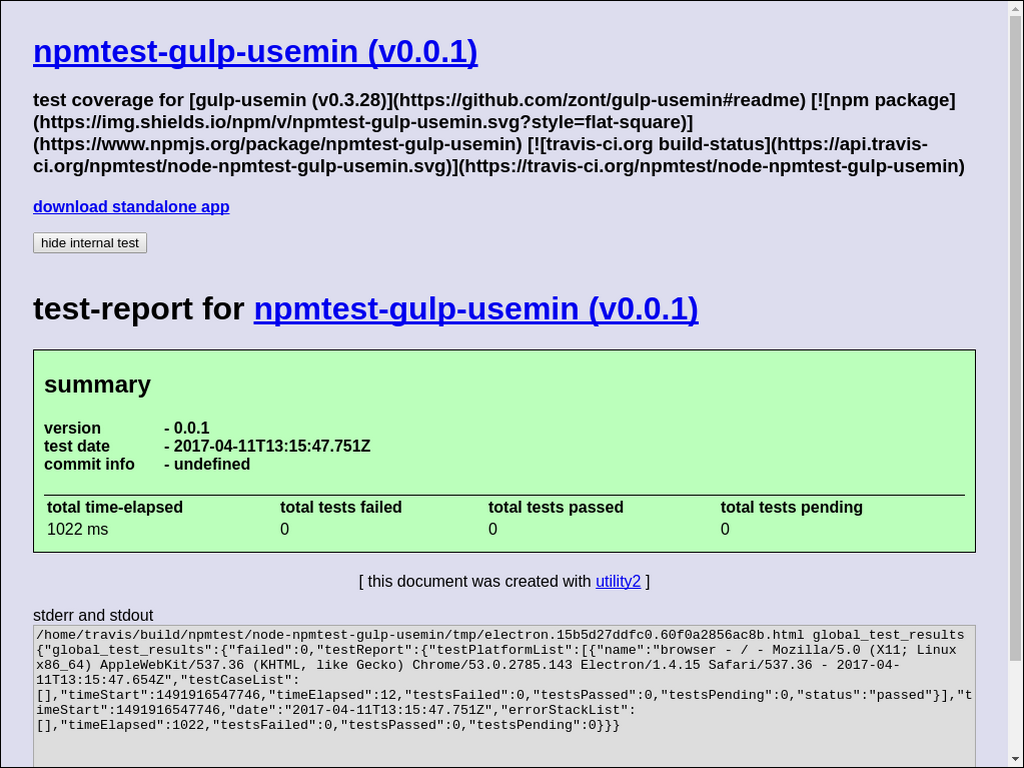 npmtest-gulp-usemin (v0.0.1)
test coverage for [gulp-usemin (v0.3.28)](https://github.com/zont/gulp-usemin#readme) [![npm package]
(https://img.shields.io/npm/v/npmtest-gulp-usemin.svg?style=flat-square)]
(https://www.npmjs.org/package/npmtest-gulp-usemin) [![travis-ci.org build-status](https://api.travis-
ci.org/npmtest/node-npmtest-gulp-usemin.svg)](https://travis-ci.org/npmtest/node-npmtest-gulp-usemin)
download standalone app
hide internal test
test-report for npmtest-gulp-usemin (v0.0.1)
summary
version - 0.0.1
test date - 2017-04-11T13:15:47.751Z
commit info - undefined
total time-elapsed total tests failed total tests passed total tests pending
1022 ms 0 0 0
[ this document was created with utility2 ]
stderr and stdout
/home/travis/build/npmtest/node-npmtest-gulp-usemin/tmp/electron.15b5d27ddfc0.60f0a2856ac8b.html global_test_results
{"global_test_results":{"failed":0,"testReport":{"testPlatformList":[{"name":"browser - / - Mozilla/5.0 (X11; Linux
x86_64) AppleWebKit/537.36 (KHTML, like Gecko) Chrome/53.0.2785.143 Electron/1.4.15 Safari/537.36 - 2017-04-
11T13:15:47.654Z","testCaseList":
[],"timeStart":1491916547746,"timeElapsed":12,"testsFailed":0,"testsPassed":0,"testsPending":0,"status":"passed"}],"t
imeStart":1491916547746,"date":"2017-04-11T13:15:47.751Z","errorStackList":
[],"timeElapsed":1022,"testsFailed":0,"testsPassed":0,"testsPending":0}}}